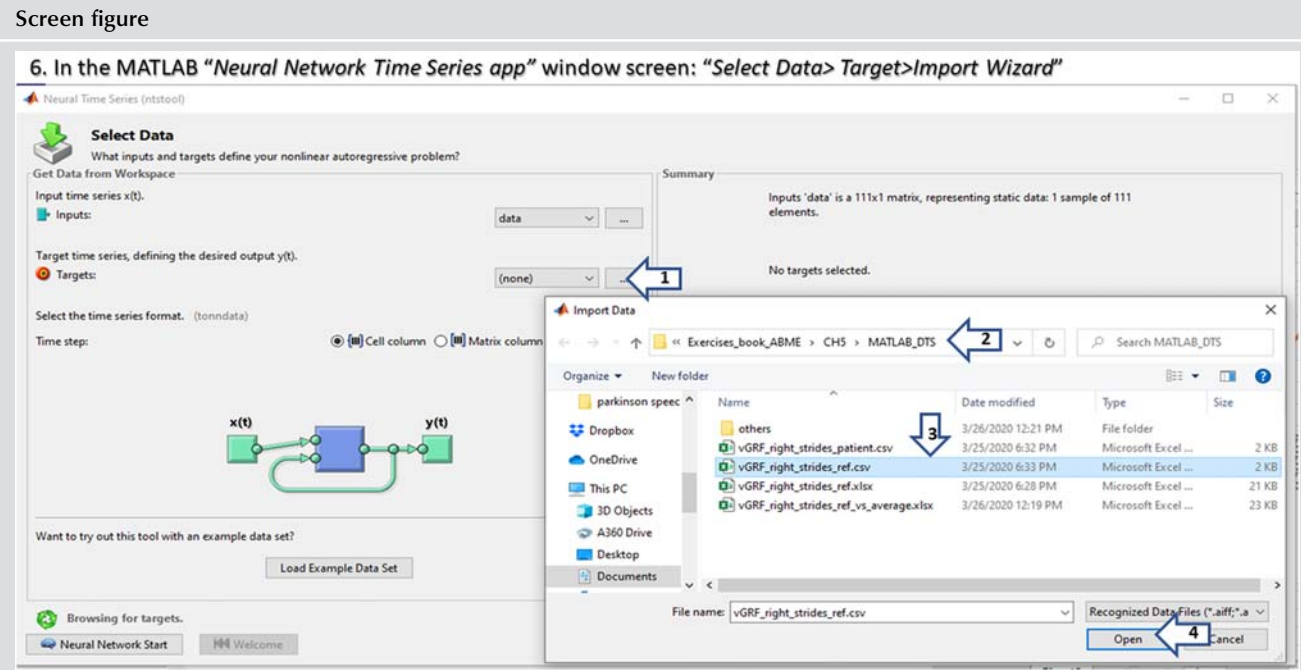 Screen figure
6. In the MATLAB “Neural Network Time Series app” window screen: “Select Data> Target>Import Wizard”
Neural Time Series (ntstool)
Select Data
What inputs and targets define your nonlinear autoregressive problem?
Get Data from Workspace
Input time series x(t).
Inputs:
data
...
Target time series, defining the desired output y(t).
Targets:
(none)
1
Select the time series format. (tonndata)
Time step:
Cell column
Matrix column
x(t)
y(t)
Want to try out this tool with an example data set?
Load Example Data Set
Browsing for targets.
Neural Network Start
Welcome
Summary
Inputs 'data' is a 111x1 matrix, representing static data: 1 sample of 111
elements.
No targets selected.
Import Data
« Exercises_book_ABME > CH5 > MATLAB_DTS
2
Search MATLAB_DTS
Organize
New folder
parkinson speec
Dropbox
OneDrive
This PC
3D Objects
A360 Drive
Desktop
Documents
Name Date modified Type Size
others 3/26/2020 12:21 PM File folder
3
vGRF_right_strides_patient.csv 3/25/2020 6:32 PM Microsoft Excel ... 2 KB
vGRF_right_strides_ref.csv 3/25/2020 6:33 PM Microsoft Excel ... 2 KB
vGRF_right_strides_ref.xlsx 3/25/2020 6:28 PM Microsoft Excel ... 21 KB
vGRF_right_strides_ref_vs_average.xlsx 3/26/2020 12:19 PM Microsoft Excel ... 23 KB
File name: vGRF_right_strides_ref.csv
Recognized Data Files (*.aiff;*.a
Open
4
Cancel